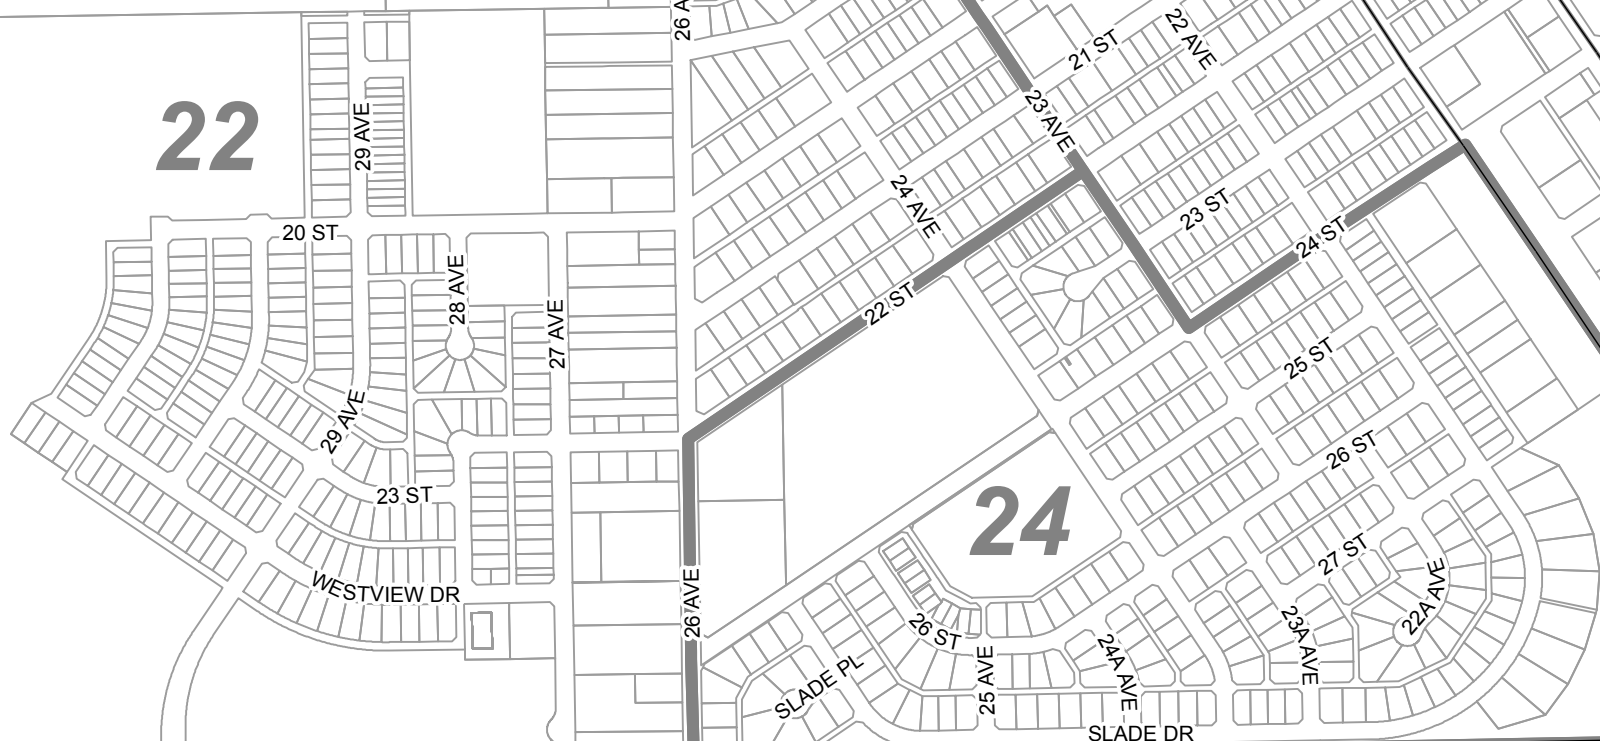 26 A
22 AVE
21 ST
22
29 AVE
23 AVE
24 AVE
23 ST
20 ST
24 ST
28 AVE
22 ST
27 AVE
25 ST
29 AVE
26 ST
23 ST
24
27 ST
WESTVIEW DR
26 AVE
22A AVE
26 ST
23A AVE
24A AVE
25 AVE
SLADE PL
SLADE DR